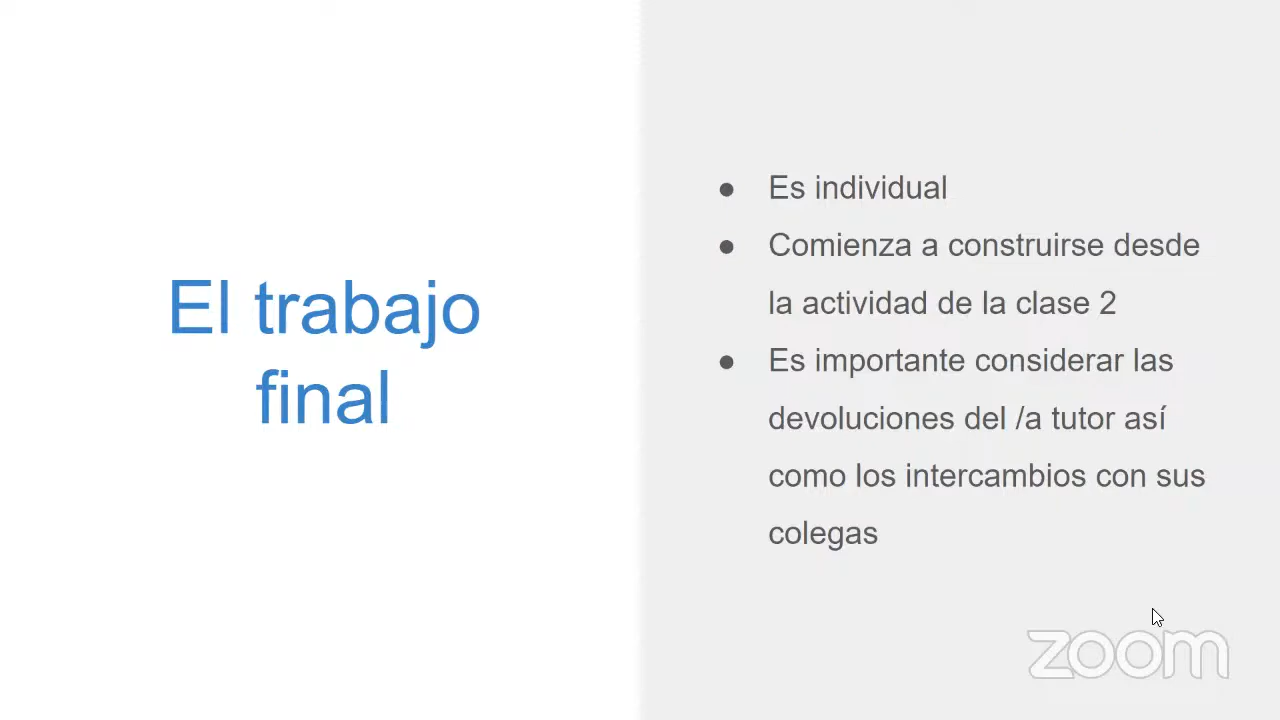 El trabajo
final
● Es individual
● Comienza a construirse desde
la actividad de la clase 2
● Es importante considerar las
devoluciones del /a tutor así
como los intercambios con sus
colegas
zoom